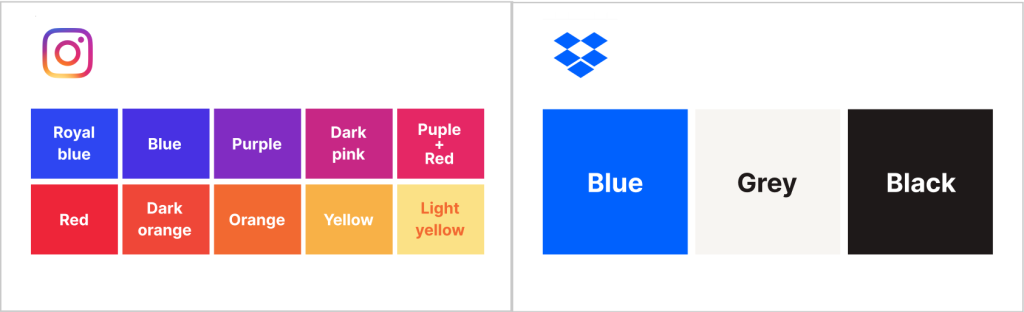 Royal
blue
Blue
Purple
Dark
pink
Puple
+
Red
Red
Dark
orange
Orange
Yellow
Light
yellow
Blue
Grey
Black